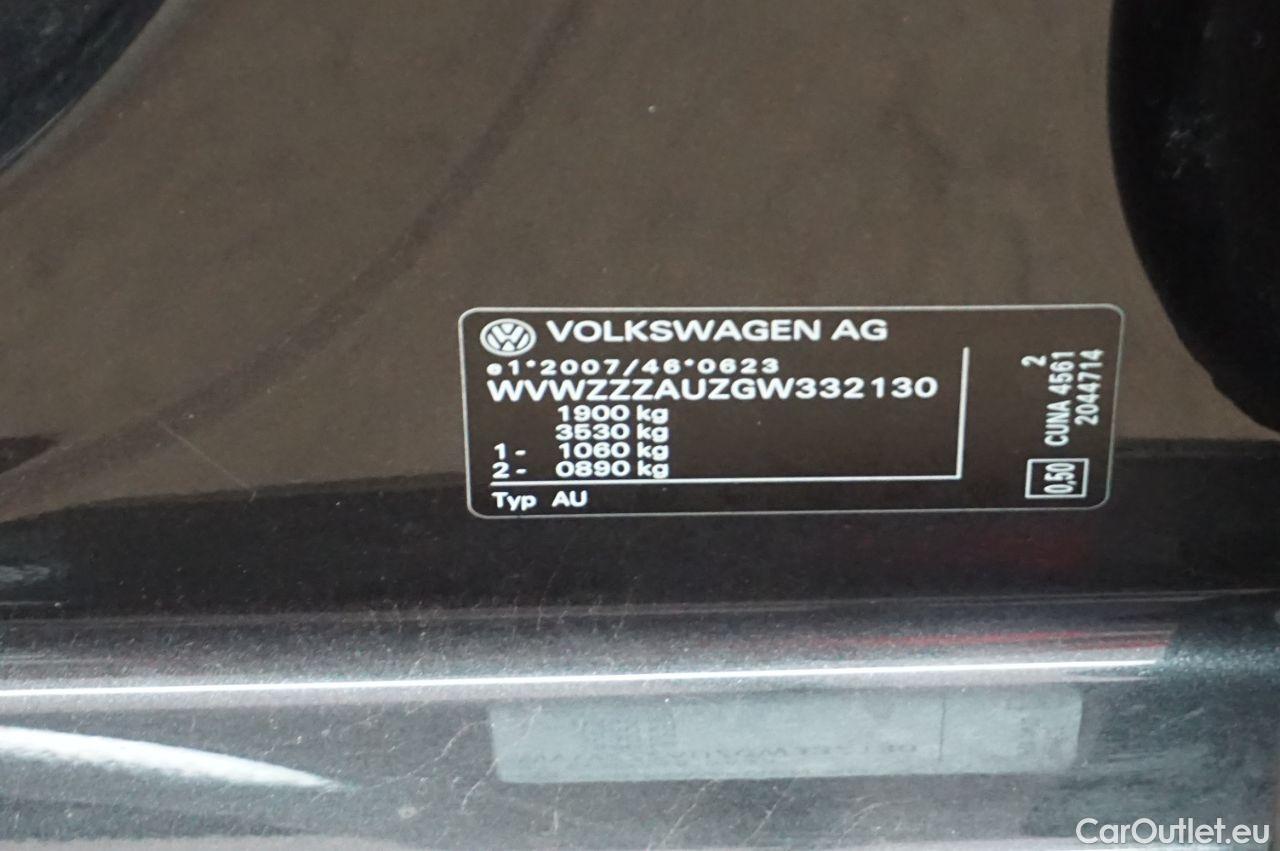 VOLKSWAGEN AG
e1*2007/46*0623
WVWZZZAUZGW332130
1900 kg
3530 kg
1 - 1060 kg
2 - 0890 kg
Typ AU
2
CUNA 4561
2044714
0,50
CarOutlet.eu